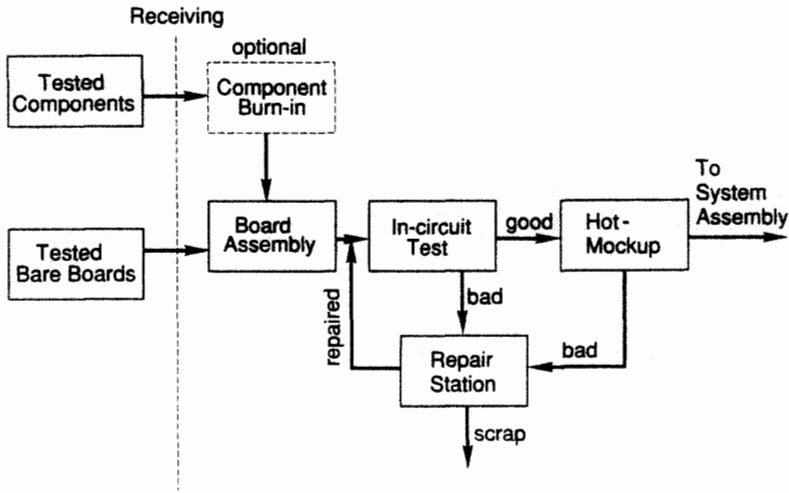 Receiving
optional
Tested
Components
Component
Burn-in
To
System
Assembly
Board
Assembly
In-circuit
Test
good
Hot-
Mockup
Tested
Bare Boards
repaired
bad
bad
Repair
Station
scrap